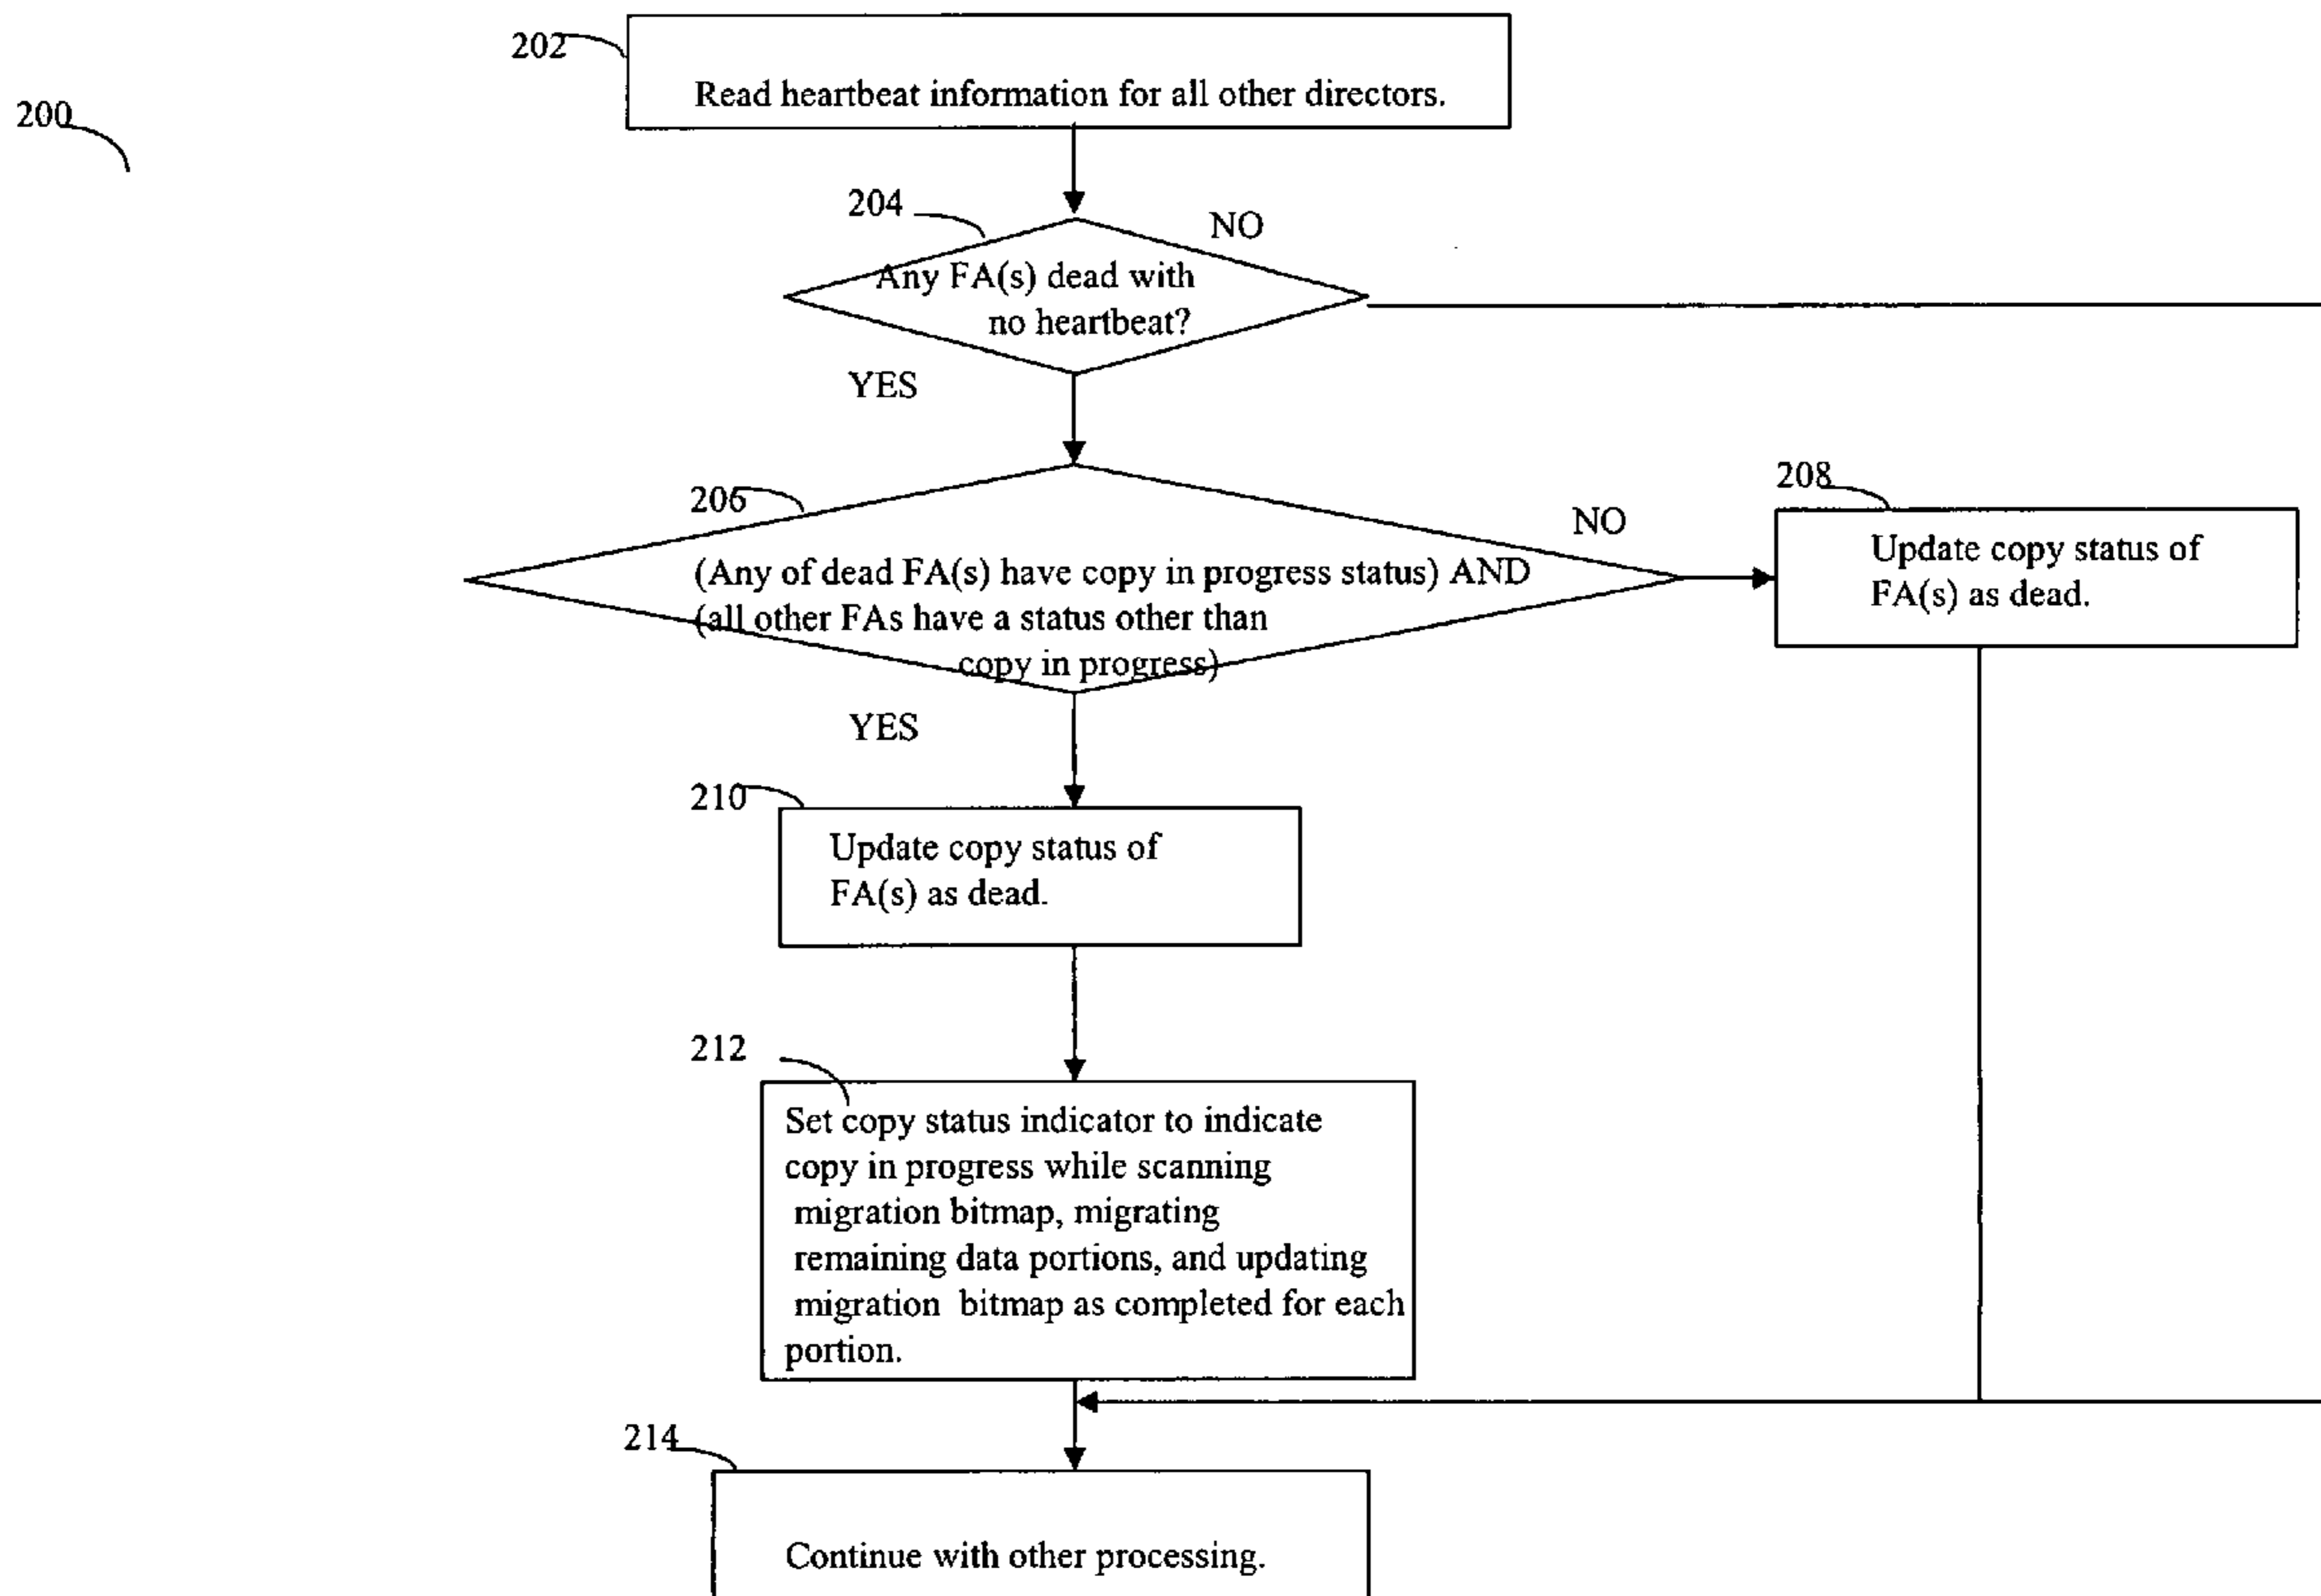 202
Read heartbeat information for all other directors.
200
204
NO
Any FA(s) dead with
no heartbeat?
YES
206
NO
208
(Any of dead FA(s) have copy in progress status) AND
(all other FAs have a status other than
copy in progress)
Update copy status of
FA(s) as dead.
YES
210
Update copy status of
FA(s) as dead.
212
Set copy status indicator to indicate
copy in progress while scanning
migration bitmap, migrating
remaining data portions, and updating
migration bitmap as completed for each
portion.
214
Continue with other processing.